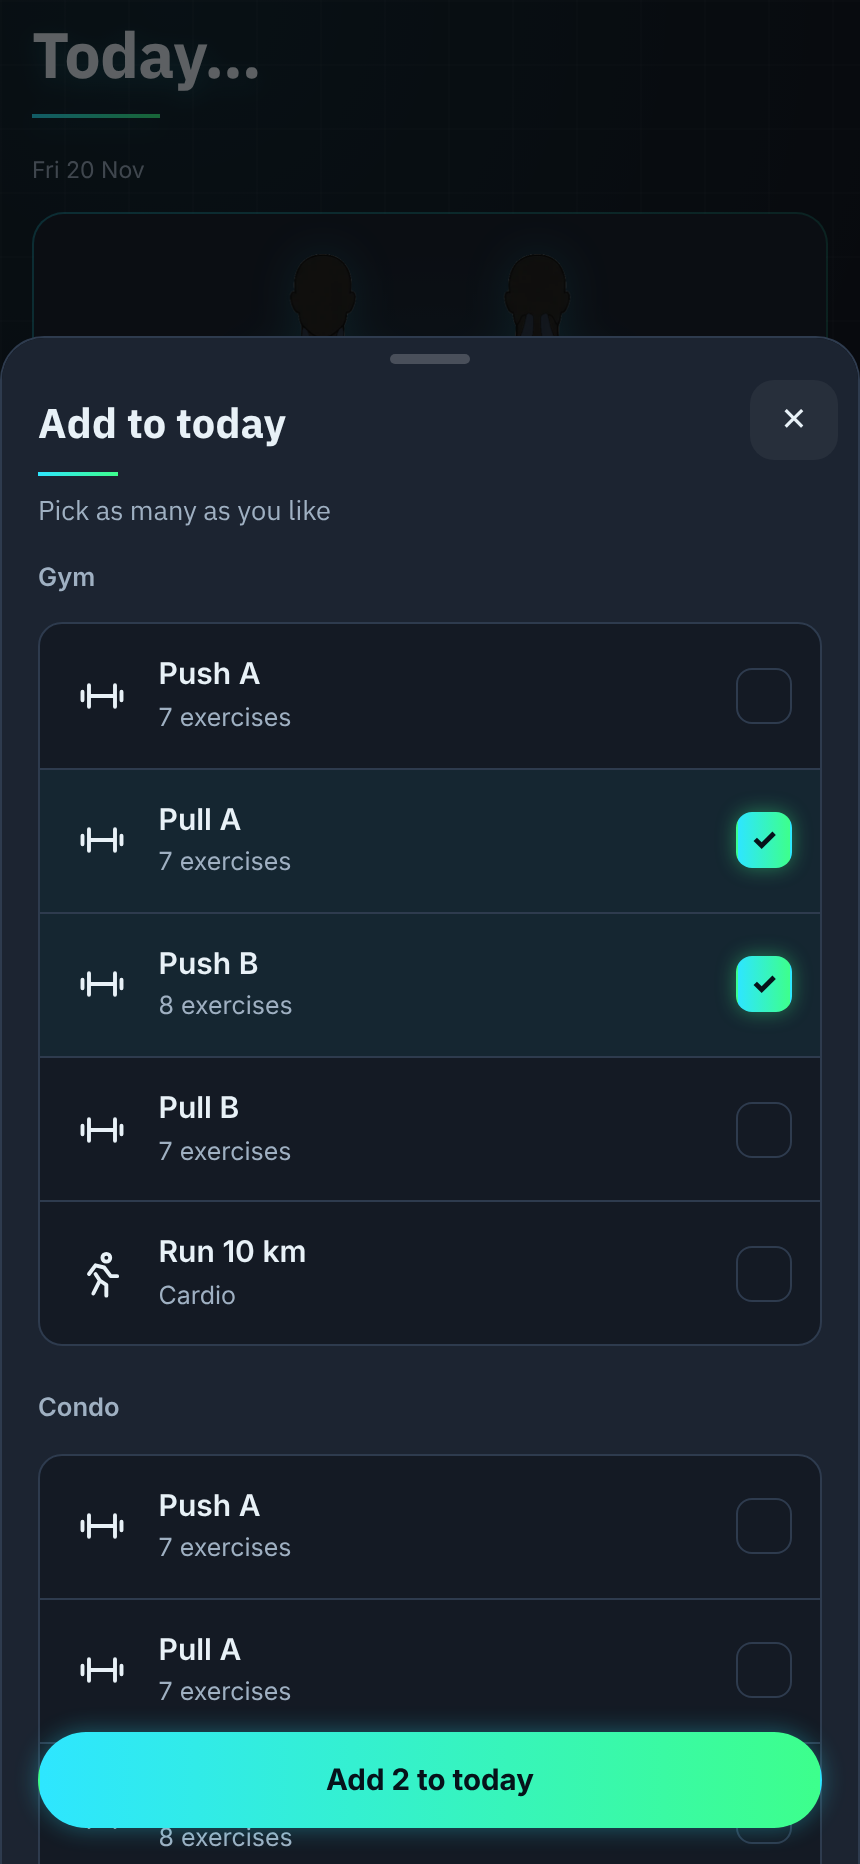 Today...
Fri 20 Nov
Add to today
Pick as many as you like
Gym
Push A
7 exercises
Pull A
7 exercises
Push B
8 exercises
Pull B
7 exercises
Run 10 km
Cardio
Condo
Push A
7 exercises
Pull A
7 exercises
Add 2 to today
8 exercises